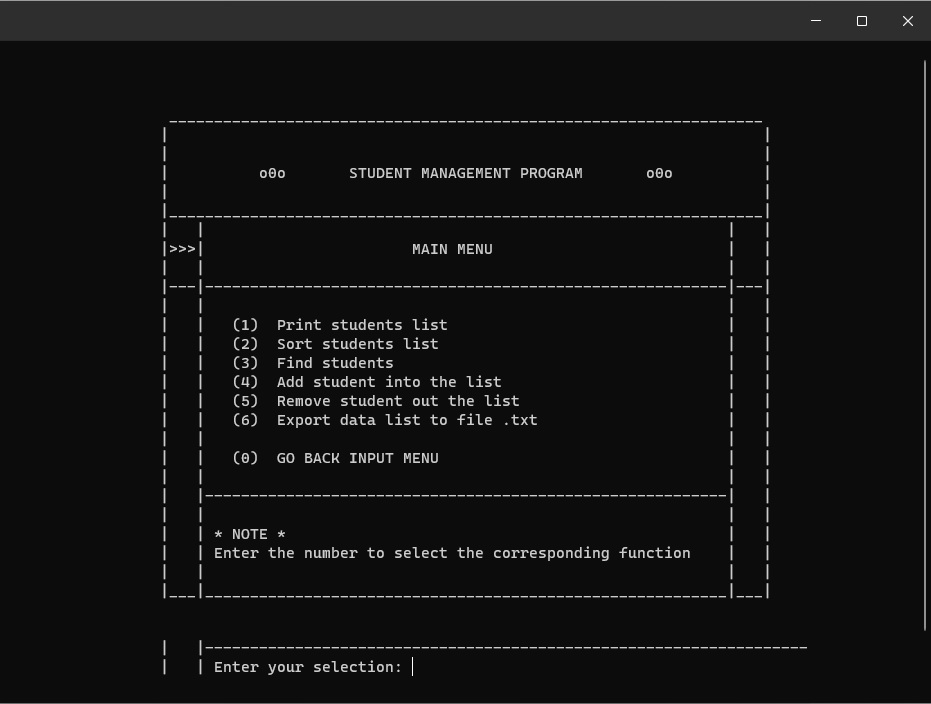 o0o STUDENT MANAGEMENT PROGRAM o0o
>>> MAIN MENU
(1) Print students list
(2) Sort students list
(3) Find students
(4) Add student into the list
(5) Remove student out the list
(6) Export data list to file .txt
(0) GO BACK INPUT MENU
* NOTE *
Enter the number to select the corresponding function
Enter your selection: